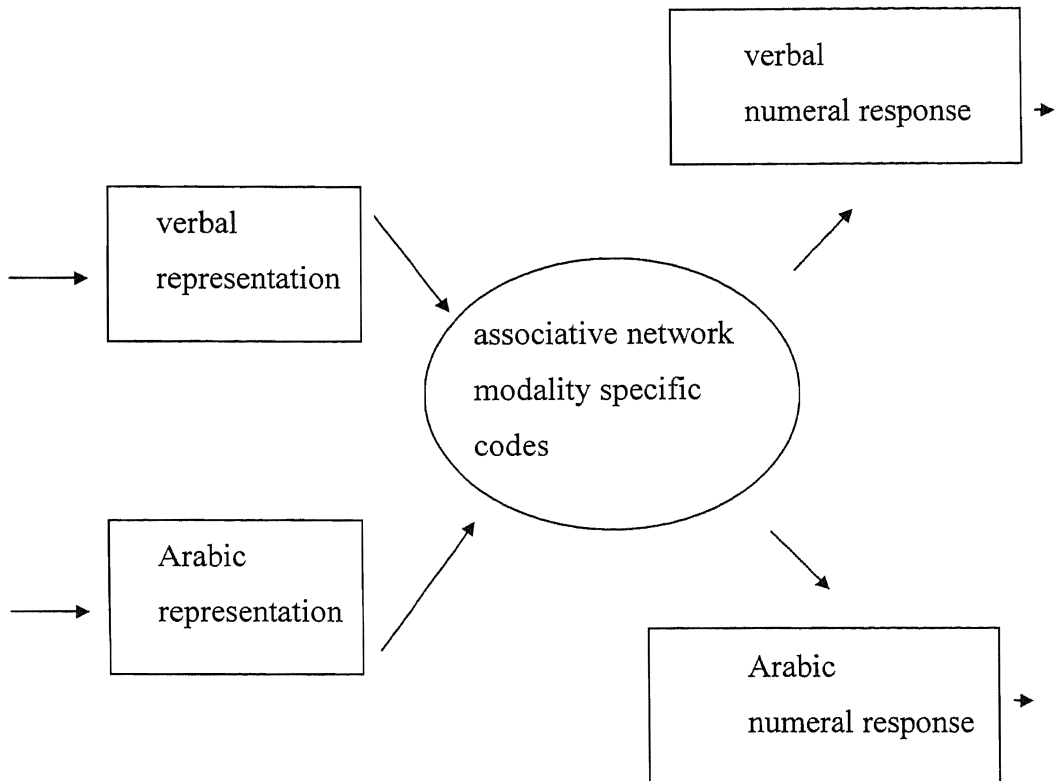 verbal
numeral response
verbal
representation
associative network
modality specific
codes
Arabic
representation
Arabic
numeral response